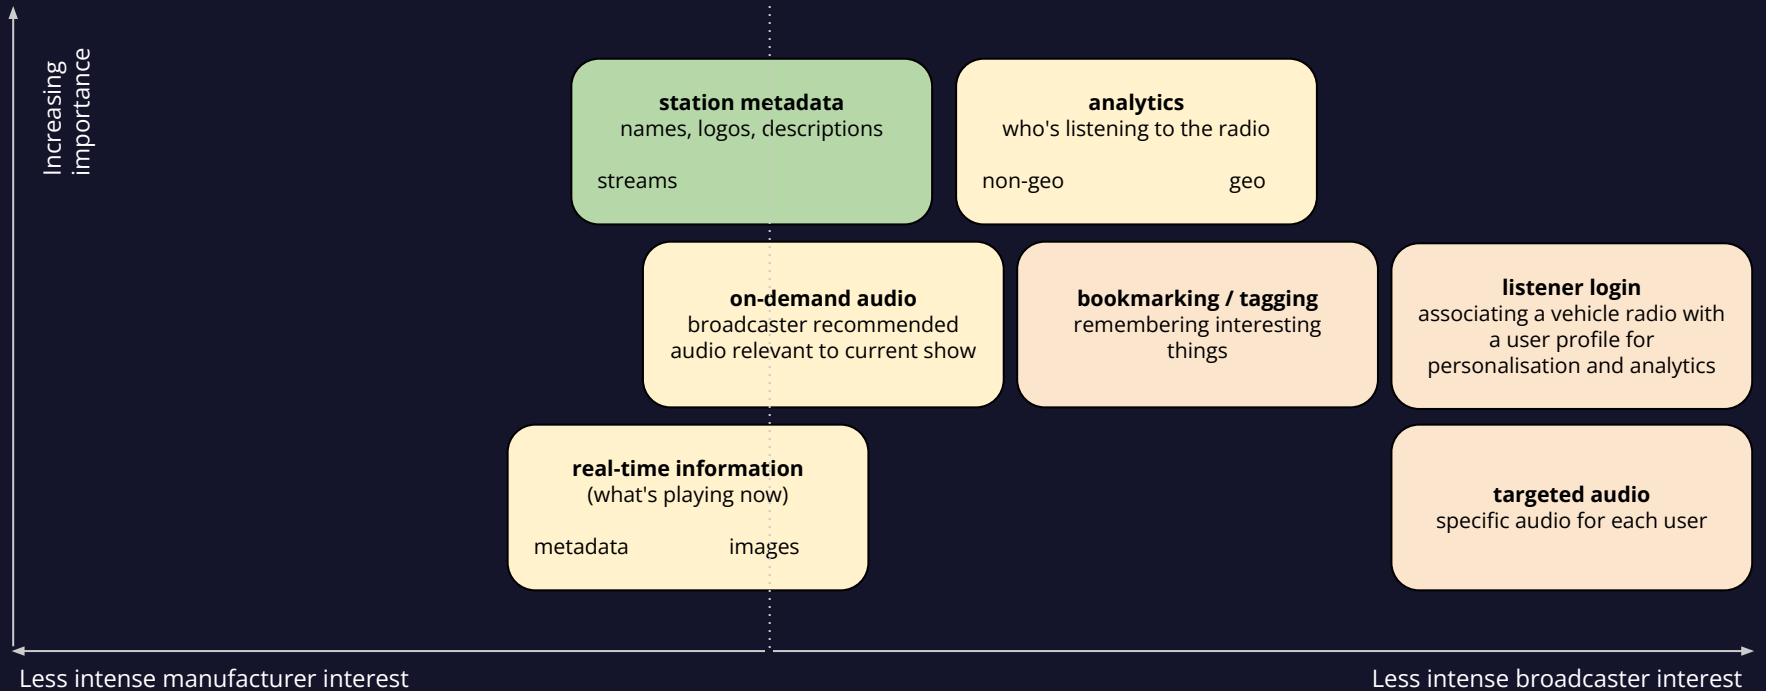 Increasing
importance
station metadata
names, logos, descriptions
streams
analytics
who's listening to the radio
non-geo
geo
on-demand audio
broadcaster recommended
audio relevant to current show
bookmarking / tagging
remembering interesting
things
listener login
associating a vehicle radio with
a user profile for
personalisation and analytics
real-time information
(what's playing now)
metadata
images
targeted audio
specific audio for each user
Less intense manufacturer interest
Less intense broadcaster interest